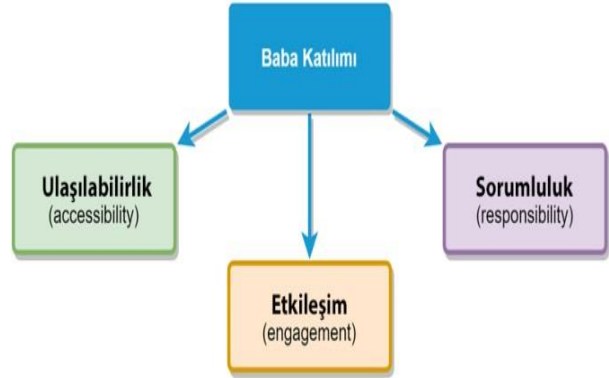 Baba Katılımı
Ulaşılabilirlik
(accessibility)
Etkileşim
(engagement)
Sorumluluk
(responsibility)